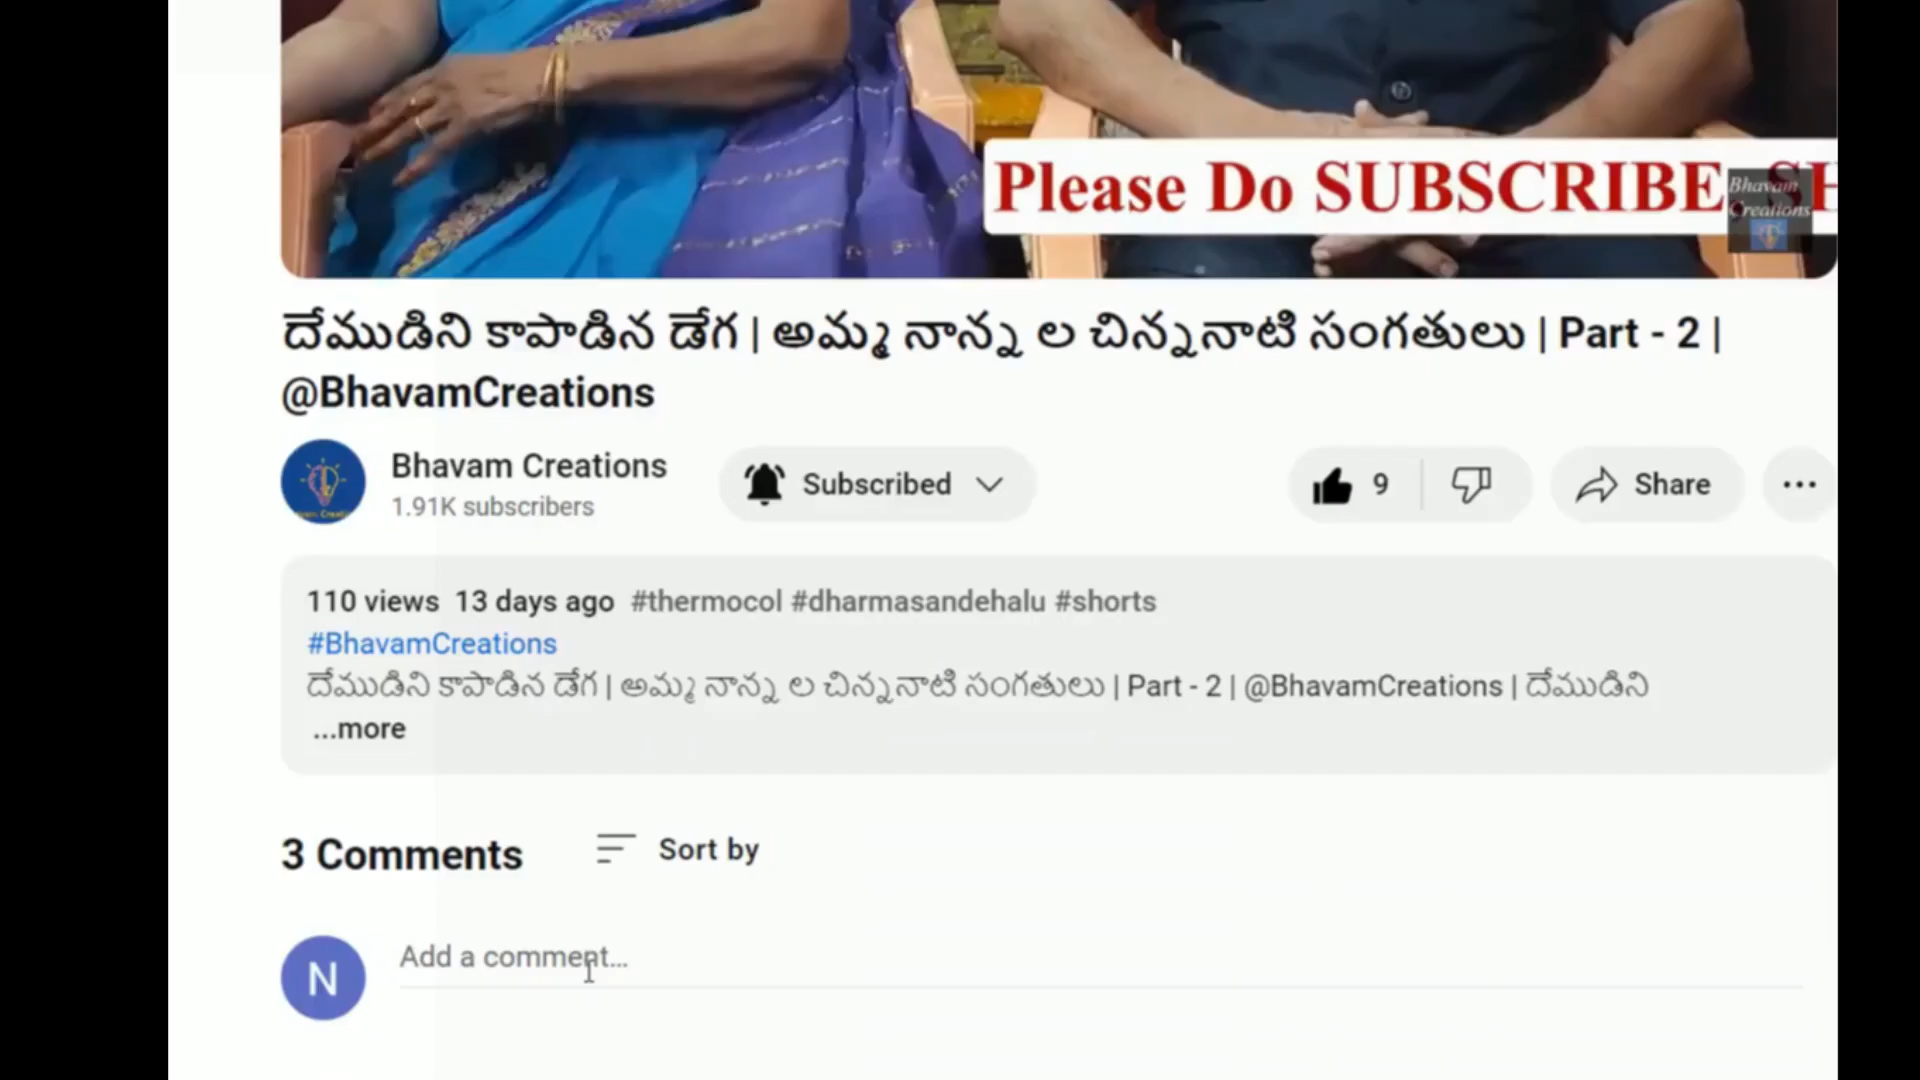 Please Do SUBSCRIBE SH
Bhavam
Creations
దేముడిని కాపాడిన డేగ | అమ్మ నాన్న ల చిన్ననాటి సంగతులు | Part - 2 |
@BhavamCreations
Bhavam Creations
1.91K subscribers
Subscribed
9
Share
110 views 13 days ago #thermocol #dharmasandehalu #shorts
#BhavamCreations
దేముడిని కాపాడిన డేగ | అమ్మ నాన్న ల చిన్ననాటి సంగతులు | Part - 2 | @BhavamCreations | దేముడిని
...more
3 Comments
Sort by
N
Add a comment...